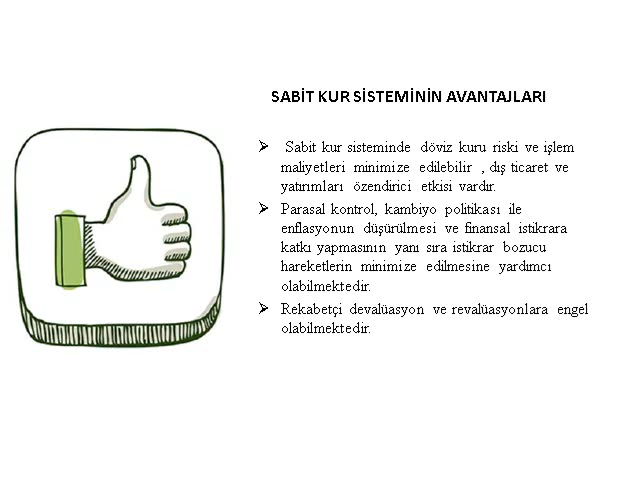 SABİT KUR SİSTEMİNİN AVANTAJLARI
➢ Sabit kur sisteminde döviz kuru riski ve işlem
maliyetleri minimize edilebilir , dış ticaret ve
yatırımları özendirici etkisi vardır.
➢ Parasal kontrol, kambiyo politikası ile
enflasyonun düşürülmesi ve finansal istikrara
katkı yapmasının yanı sıra istikrar bozucu
hareketlerin minimize edilmesine yardımcı
olabilmektedir.
➢ Rekabetçi devalüasyon ve revalüasyonlara engel
olabilmektedir.